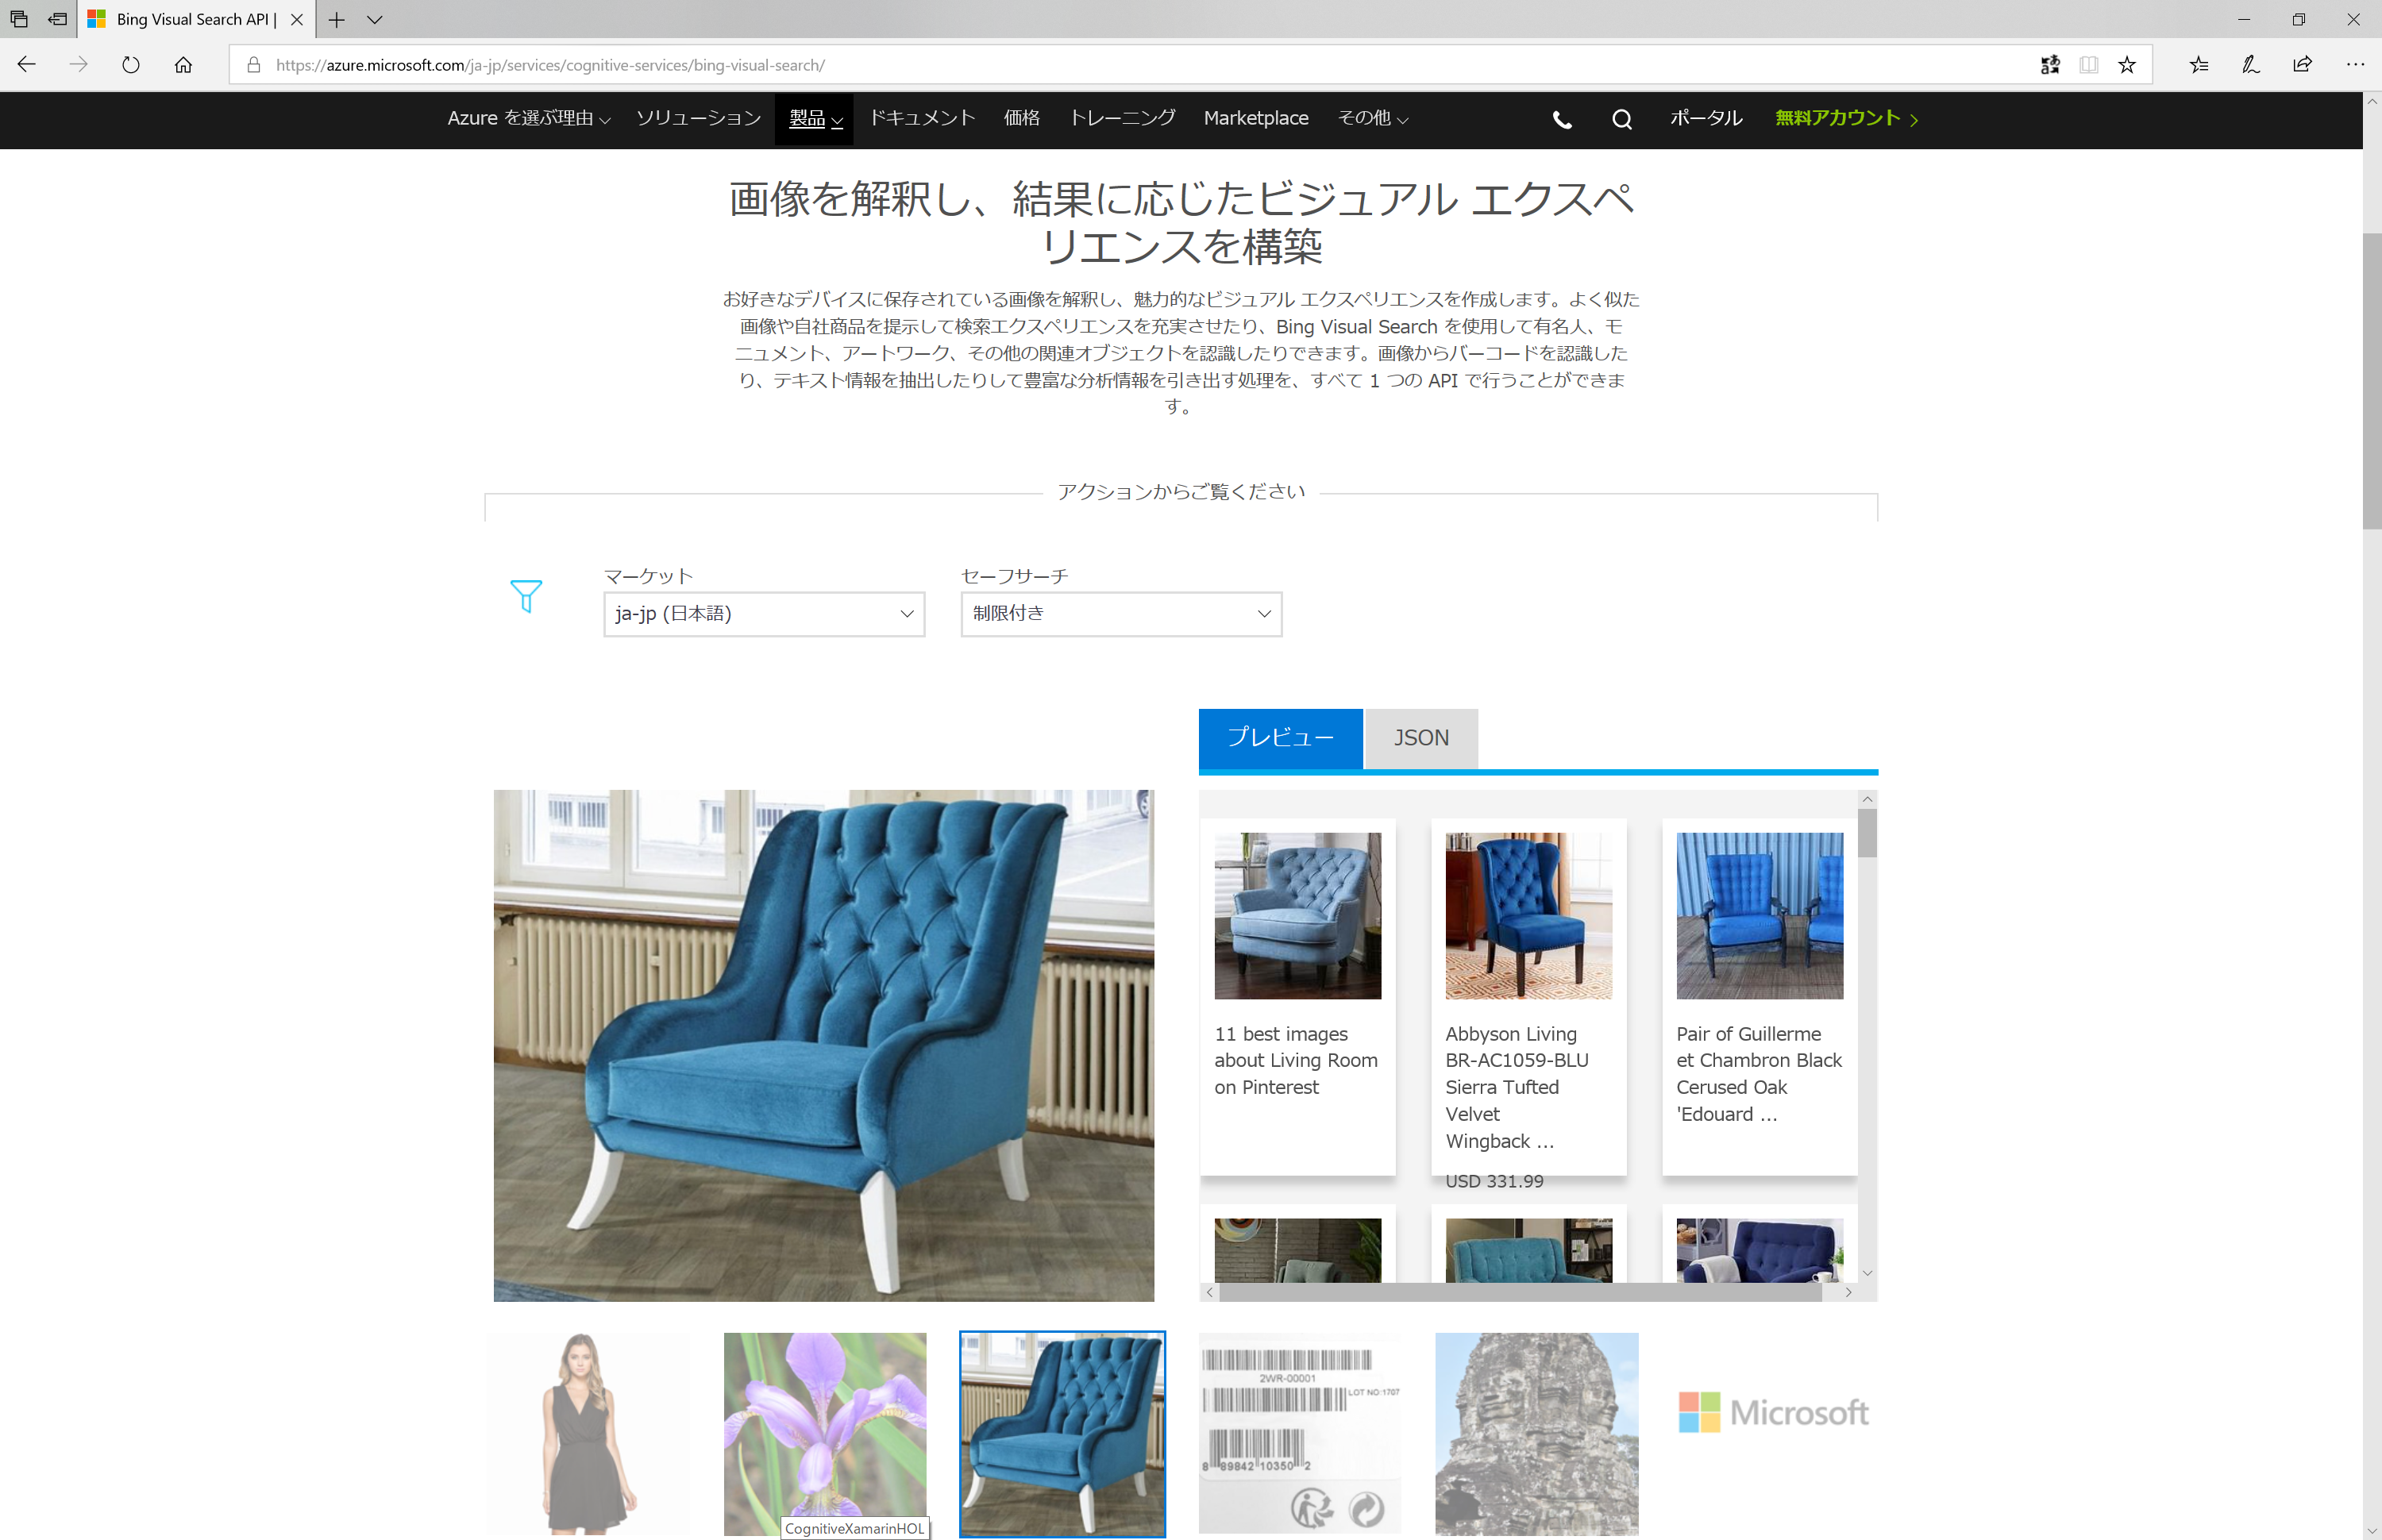 Bing Visual Search API |
https://azure.microsoft.com/ja-jp/services/cognitive-services/bing-visual-search/
Azure を選ぶ理由 ソリューション 製品 ドキュメント 価格 トレーニング Marketplace その他 ポータル 無料アカウント
画像を解釈し、結果に応じたビジュアル エクスペ
リエンスを構築
お好きなデバイスに保存されている画像を解釈し、魅力的なビジュアル エクスペリエンスを作成します。よく似た
画像や自社商品を提示して検索エクスペリエンスを充実させたり、Bing Visual Search を使用して有名人、モ
ニュメント、アートワーク、その他の関連オブジェクトを認識したりできます。画像からバーコードを認識した
り、テキスト情報を抽出したりして豊富な分析情報を引き出す処理を、すべて 1 つの API で行うことができま
す。
アクションからご覧ください
マーケット
ja-jp (日本語)
セーフサーチ
制限付き
プレビュー JSON
11 best images
about Living Room
on Pinterest
Abbyson Living
BR-AC1059-BLU
Sierra Tufted
Velvet
Wingback ...
USD 331.99
Pair of Guillerme
et Chambron Black
Cerused Oak
'Edouard ...
2WR-00001
LOT NO:1707
8 89842 10350 2
Microsoft
CognitiveXamarinHOL